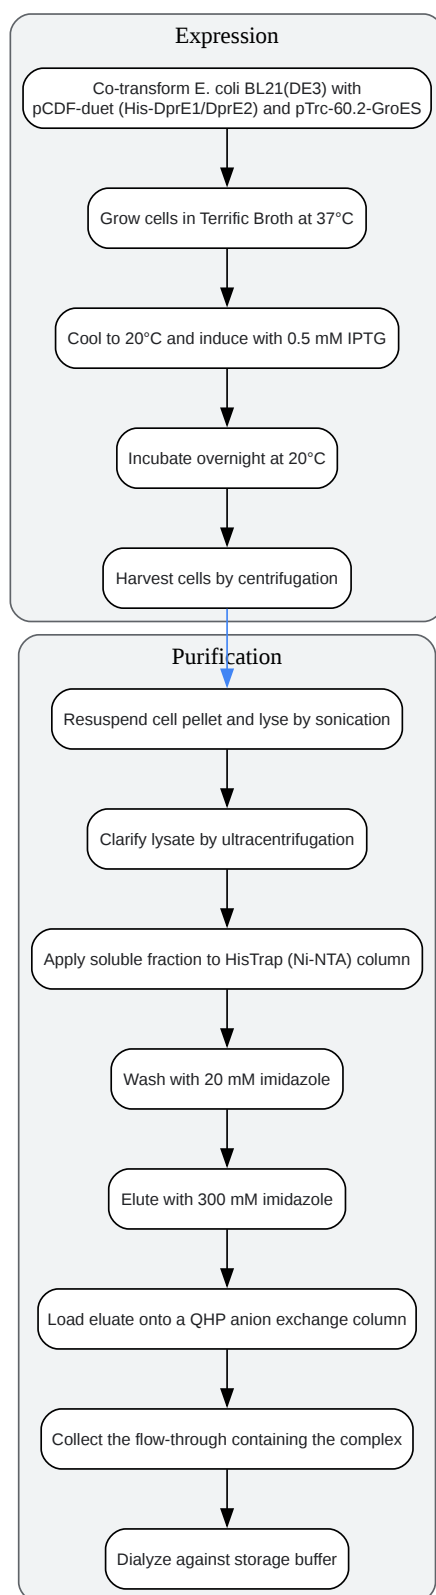 Expression
Co-transform E. coli BL21(DE3) with
pCDF-duet (His-DprE1/DprE2) and pTrc-60.2-GroES
Grow cells in Terrific Broth at 37°C
Cool to 20°C and induce with 0.5 mM IPTG
Incubate overnight at 20°C
Harvest cells by centrifugation
Purification
Resuspend cell pellet and lyse by sonication
Clarify lysate by ultracentrifugation
Apply soluble fraction to HisTrap (Ni-NTA) column
Wash with 20 mM imidazole
Elute with 300 mM imidazole
Load eluate onto a QHP anion exchange column
Collect the flow-through containing the complex
Dialyze against storage buffer